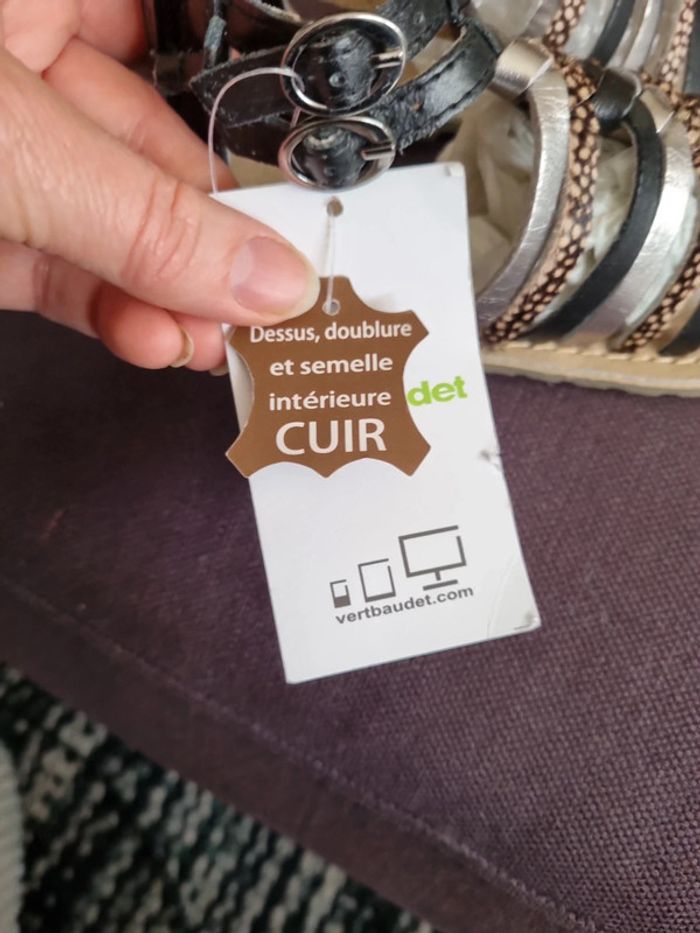 Dessus, doublure
et semelle
intérieure
CUIR
det
vertbaudet.com